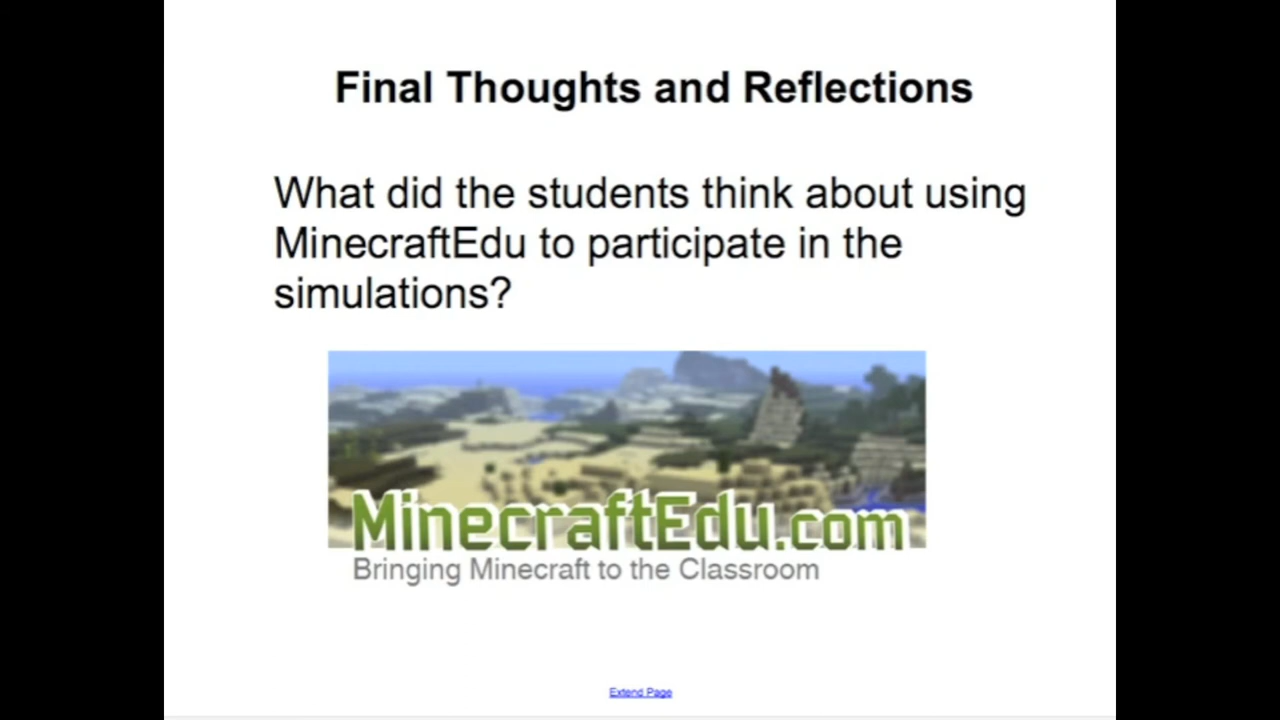 Final Thoughts and Reflections
What did the students think about using
MinecraftEdu to participate in the
simulations?
MinecraftEdu.com
Bringing Minecraft to the Classroom
Extend Page